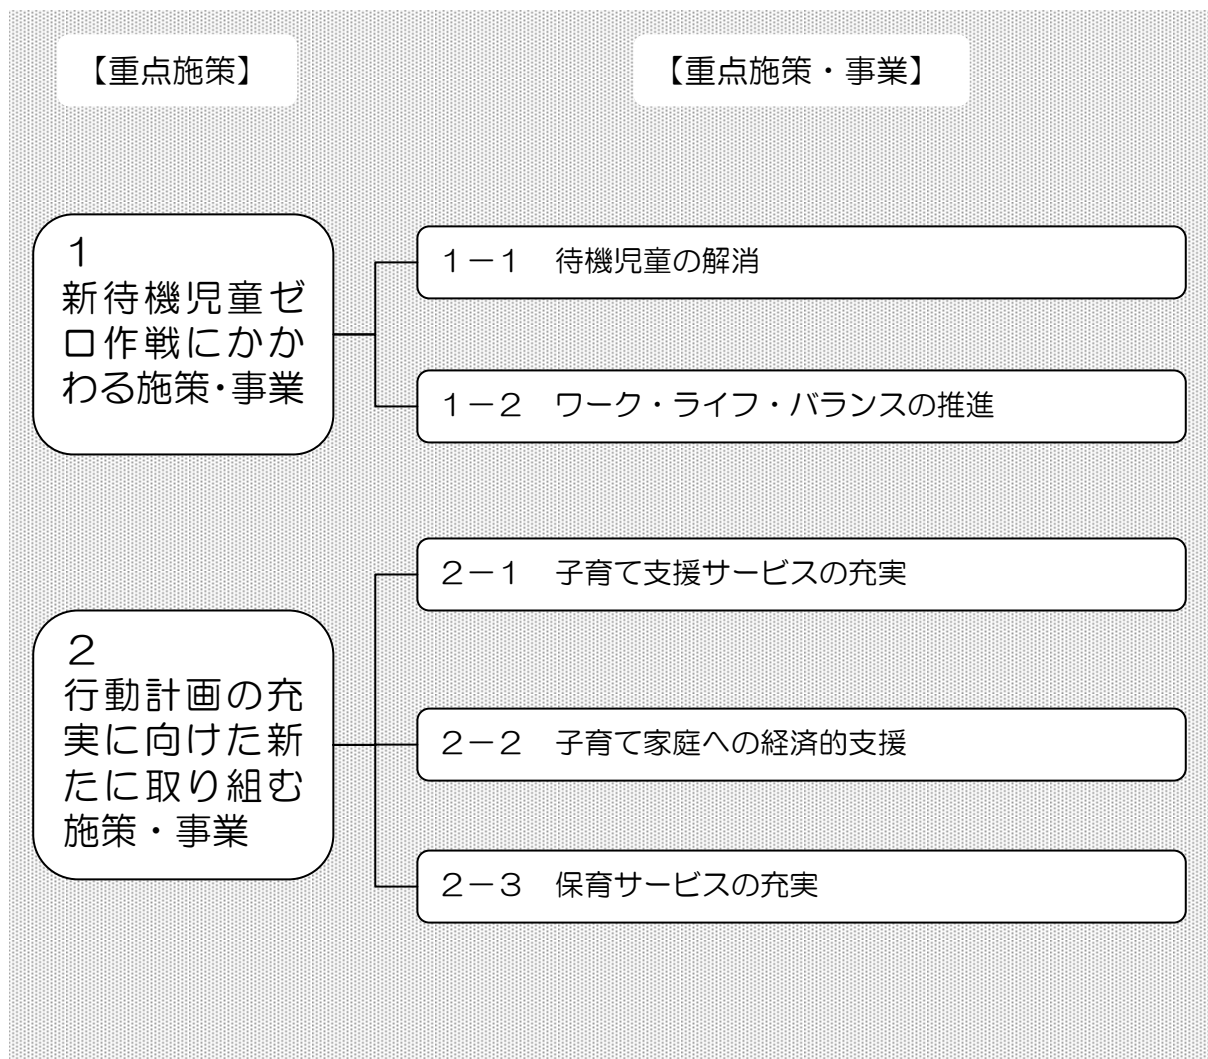 【重点施策】
【重点施策・事業】
１
新待機児童ゼ
ロ作戦にかか
わる施策・事業
１－１　待機児童の解消
１－２　ワーク・ライフ・バランスの推進
２
行動計画の充
実に向けた新
たに取り組む
施策・事業
２－１　子育て支援サービスの充実
２－２　子育て家庭への経済的支援
２－３　保育サービスの充実